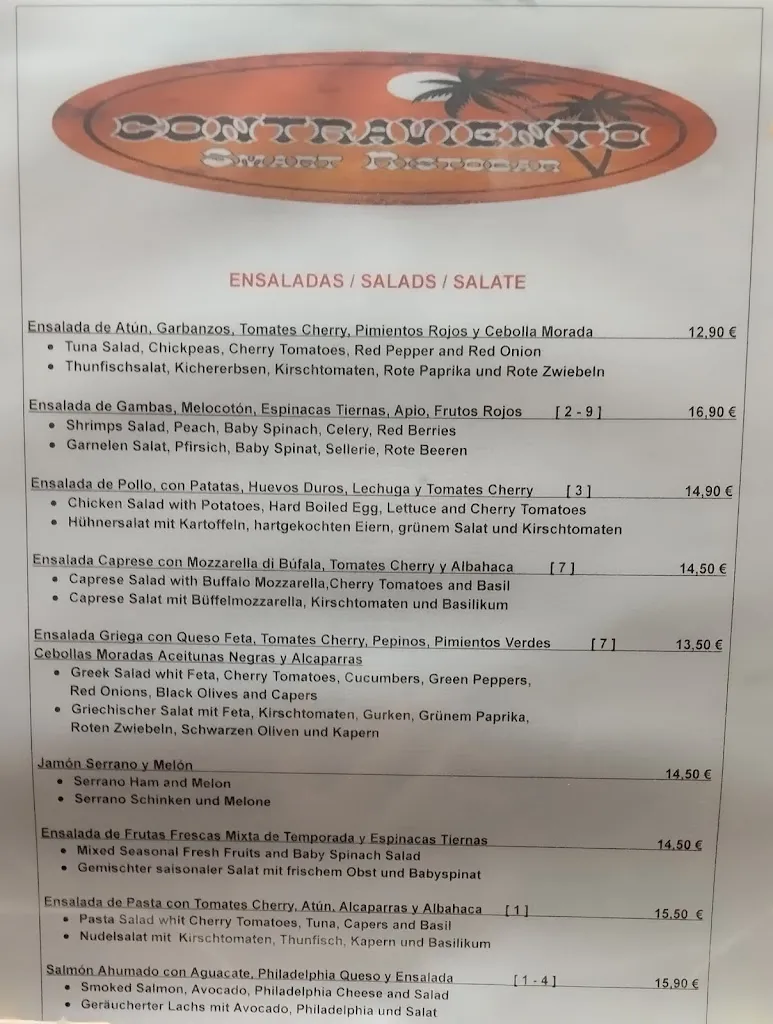 CONTRAVIENTO
SMART RISTOBAR
ENSALADAS / SALADS / SALATE
Ensalada de Atún, Garbanzos, Tomates Cherry, Pimientos Rojos y Cebolla Morada 12,90 €
• Tuna Salad, Chickpeas, Cherry Tomatoes, Red Pepper and Red Onion
• Thunfischsalat, Kichererbsen, Kirschtomaten, Rote Paprika und Rote Zwiebeln
Ensalada de Gambas, Melocotón, Espinacas Tiernas, Apio, Frutos Rojos [ 2 - 9 ] 16,90 €
• Shrimps Salad, Peach, Baby Spinach, Celery, Red Berries
• Garnelen Salat, Pfirsich, Baby Spinat, Sellerie, Rote Beeren
Ensalada de Pollo, con Patatas, Huevos Duros, Lechuga y Tomates Cherry [ 3 ] 14,90 €
• Chicken Salad with Potatoes, Hard Boiled Egg, Lettuce and Cherry Tomatoes
• Hühnersalat mit Kartoffeln, hartgekochten Eiern, grünem Salat und Kirschtomaten
Ensalada Caprese con Mozzarella di Búfala, Tomates Cherry y Albahaca [ 7 ] 14,50 €
• Caprese Salad with Buffalo Mozzarella,Cherry Tomatoes and Basil
• Caprese Salat mit Büffelmozzarella, Kirschtomaten und Basilikum
Ensalada Griega con Queso Feta, Tomates Cherry, Pepinos, Pimientos Verdes [ 7 ] 13,50 €
Cebollas Moradas Aceitunas Negras y Alcaparras
• Greek Salad whit Feta, Cherry Tomatoes, Cucumbers, Green Peppers,
Red Onions, Black Olives and Capers
• Griechischer Salat mit Feta, Kirschtomaten, Gurken, Grünem Paprika,
Roten Zwiebeln, Schwarzen Oliven und Kapern
Jamón Serrano y Melón 14,50 €
• Serrano Ham and Melon
• Serrano Schinken und Melone
Ensalada de Frutas Frescas Mixta de Temporada y Espinacas Tiernas 14,50 €
• Mixed Seasonal Fresh Fruits and Baby Spinach Salad
• Gemischter saisonaler Salat mit frischem Obst und Babyspinat
Ensalada de Pasta con Tomates Cherry, Atún, Alcaparras y Albahaca [ 1 ] 15,50 €
• Pasta Salad whit Cherry Tomatoes, Tuna, Capers and Basil
• Nudelsalat mit Kirschtomaten, Thunfisch, Kapern und Basilikum
Salmón Ahumado con Aguacate, Philadelphia Queso y Ensalada [ 1 - 4 ] 15,90 €
• Smoked Salmon, Avocado, Philadelphia Cheese and Salad
• Geräucherter Lachs mit Avocado, Philadelphia und Salat